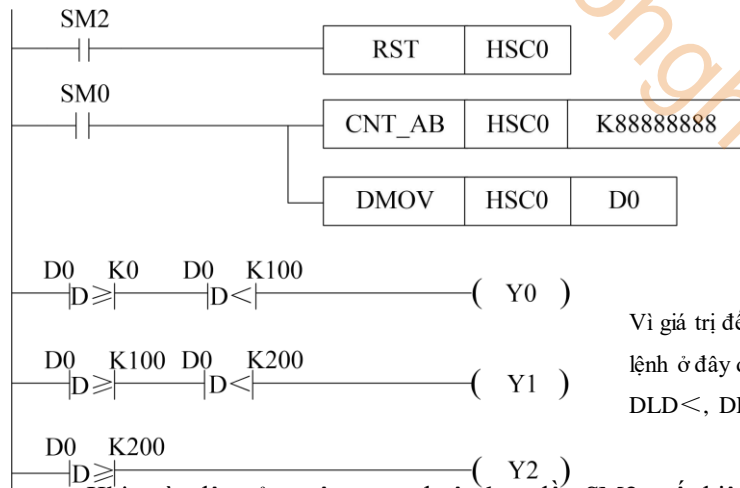 SM2
RST HSC0
SM0
CNT_AB HSC0 K88888888
DMOV HSC0 D0
D0 K0 D0 K100
D≥ D< ( Y0 )
Vì giá trị
lệnh ở đây
D0 K100 D0 K200
D≥ D< ( Y1 )
DLD<,
D0 K200
D≥ ( Y2 )